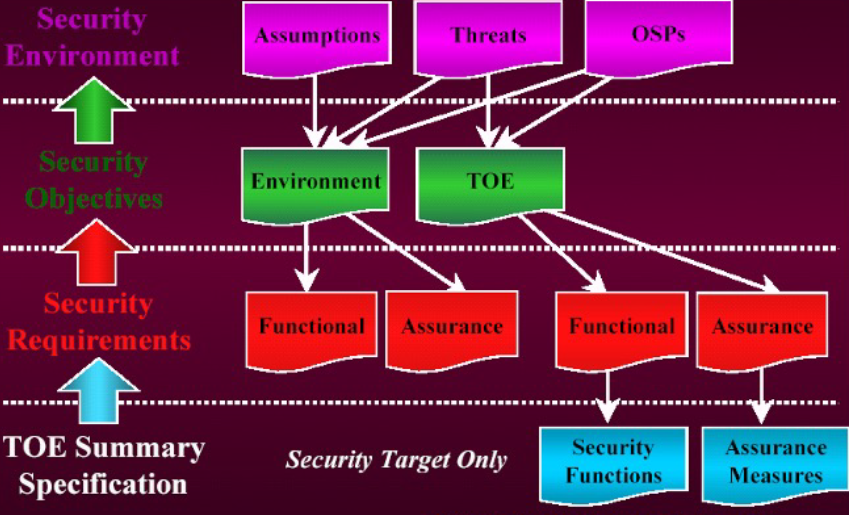 Security
Environment
Assumptions
Threats
OSPs
Security
Objectives
Environment
TOE
Security
Requirements
Functional
Assurance
Functional
Assurance
TOE Summary
Specification
Security Target Only
Security
Functions
Assurance
Measures